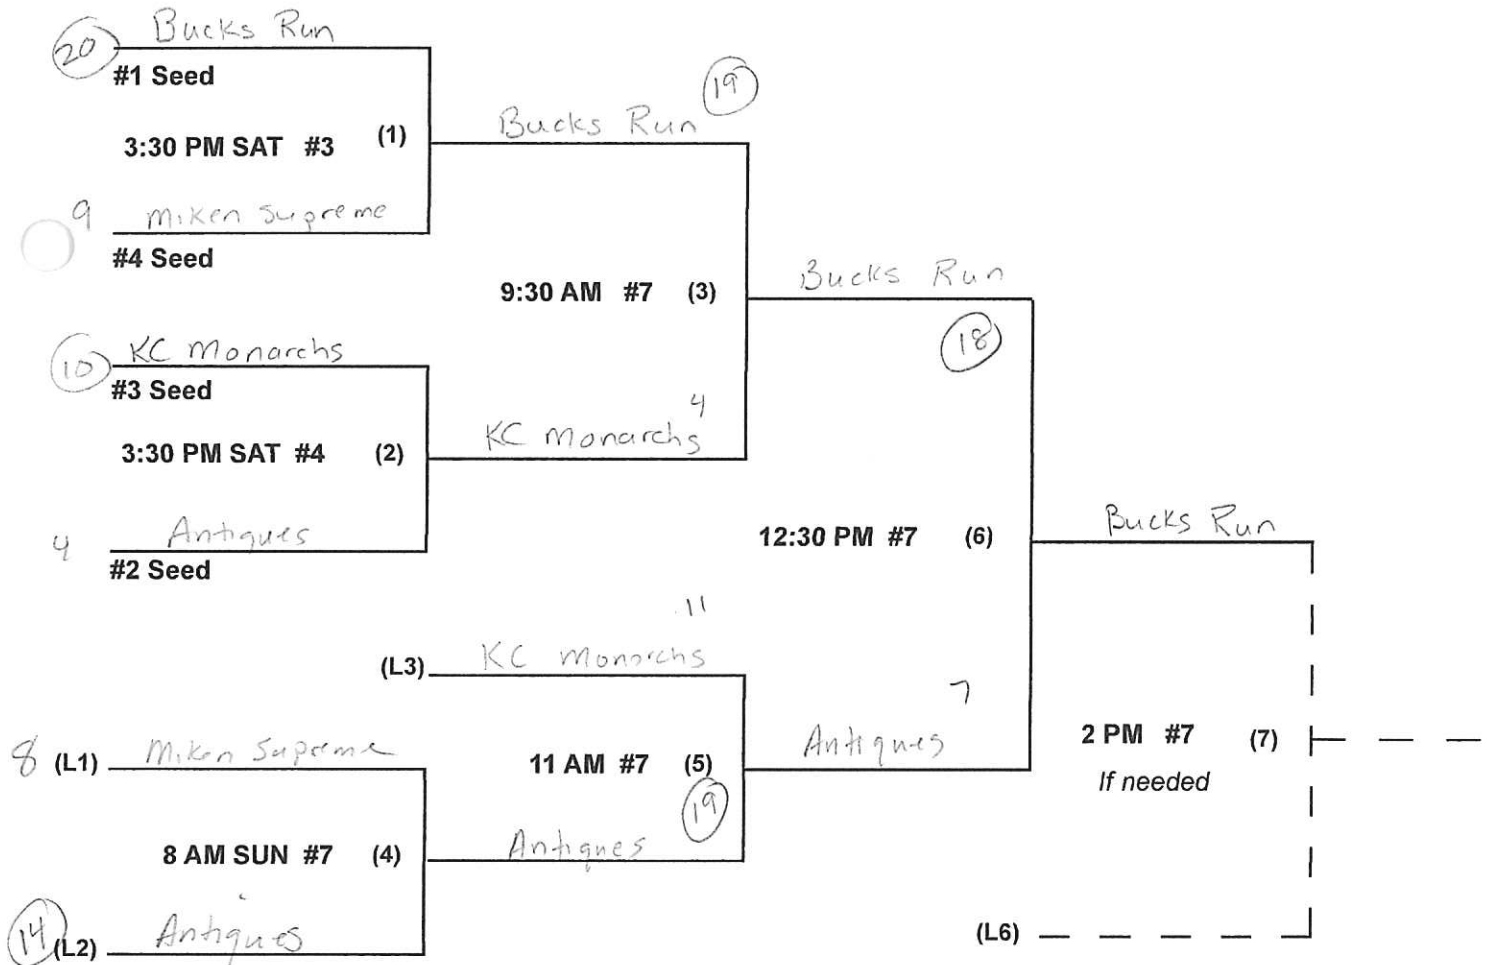 20 Bucks Run
#1 Seed
3:30 PM SAT #3 (1)
9 Miken Supreme
#4 Seed
Bucks Run 19
9:30 AM #7 (3)
10 KC Monarchs
#3 Seed
3:30 PM SAT #4 (2)
4 Antiques
#2 Seed
KC Monarchs 4
Bucks Run
18
12:30 PM #7 (6)
Bucks Run
11
(L3) KC Monarchs
8 (L1) Miken Supreme
11 AM #7 (5)
19
8 AM SUN #7 (4)
Antiques
14 (L2) Antiques
7
Antiques
2 PM #7 (7)
If needed
(L6)